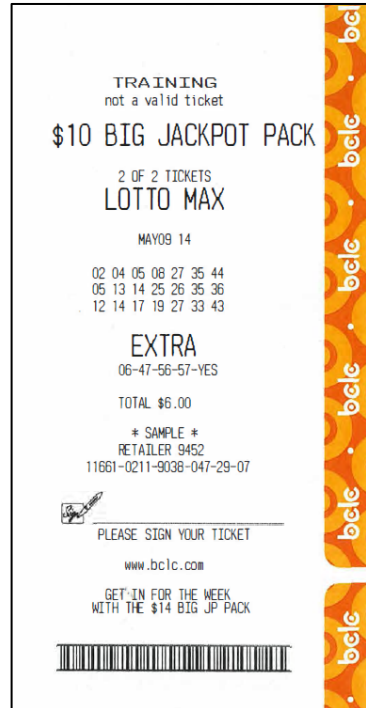 TRAINING
not a valid ticket
$10 BIG JACKPOT PACK
2 OF 2 TICKETS
LOTTO MAX
MAY09 14
02 04 05 08 27 35 44
05 13 14 25 26 35 36
12 14 17 19 27 33 43
EXTRA
06-47-56-57-YES
TOTAL $6.00
* SAMPLE *
RETAILER 9452
11661-0211-9038-047-29-07
PLEASE SIGN YOUR TICKET
www.bclc.com
GET IN FOR THE WEEK
WITH THE $14 BIG JP PACK
bclc
bclc
bclc
bclc
bclc
bclc